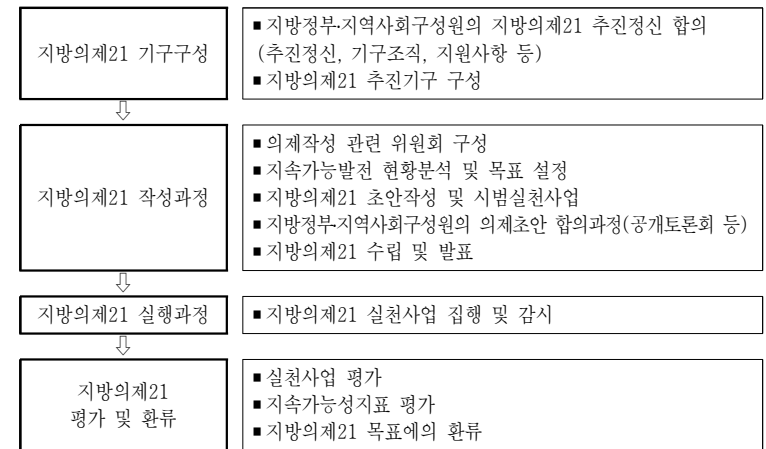 지방의제21 기구구성
▪지방정부·지역사회구성원의 지방의제21 추진정신 합의
(추진정신, 기구조직, 지원사항 등)
▪지방의제21 추진기구 구성
⇩
지방의제21 작성과정
▪의제작성 관련 위원회 구성
▪지속가능발전 현황분석 및 목표 설정
▪지방의제21 초안작성 및 시범실천사업
▪지방정부·지역사회구성원의 의제초안 합의과정(공개토론회 등)
▪지방의제21 수립 및 발표
⇩
지방의제21 실행과정
▪지방의제21 실천사업 집행 및 감시
⇩
지방의제21
평가 및 환류
▪실천사업 평가
▪지속가능성지표 평가
▪지방의제21 목표에의 환류